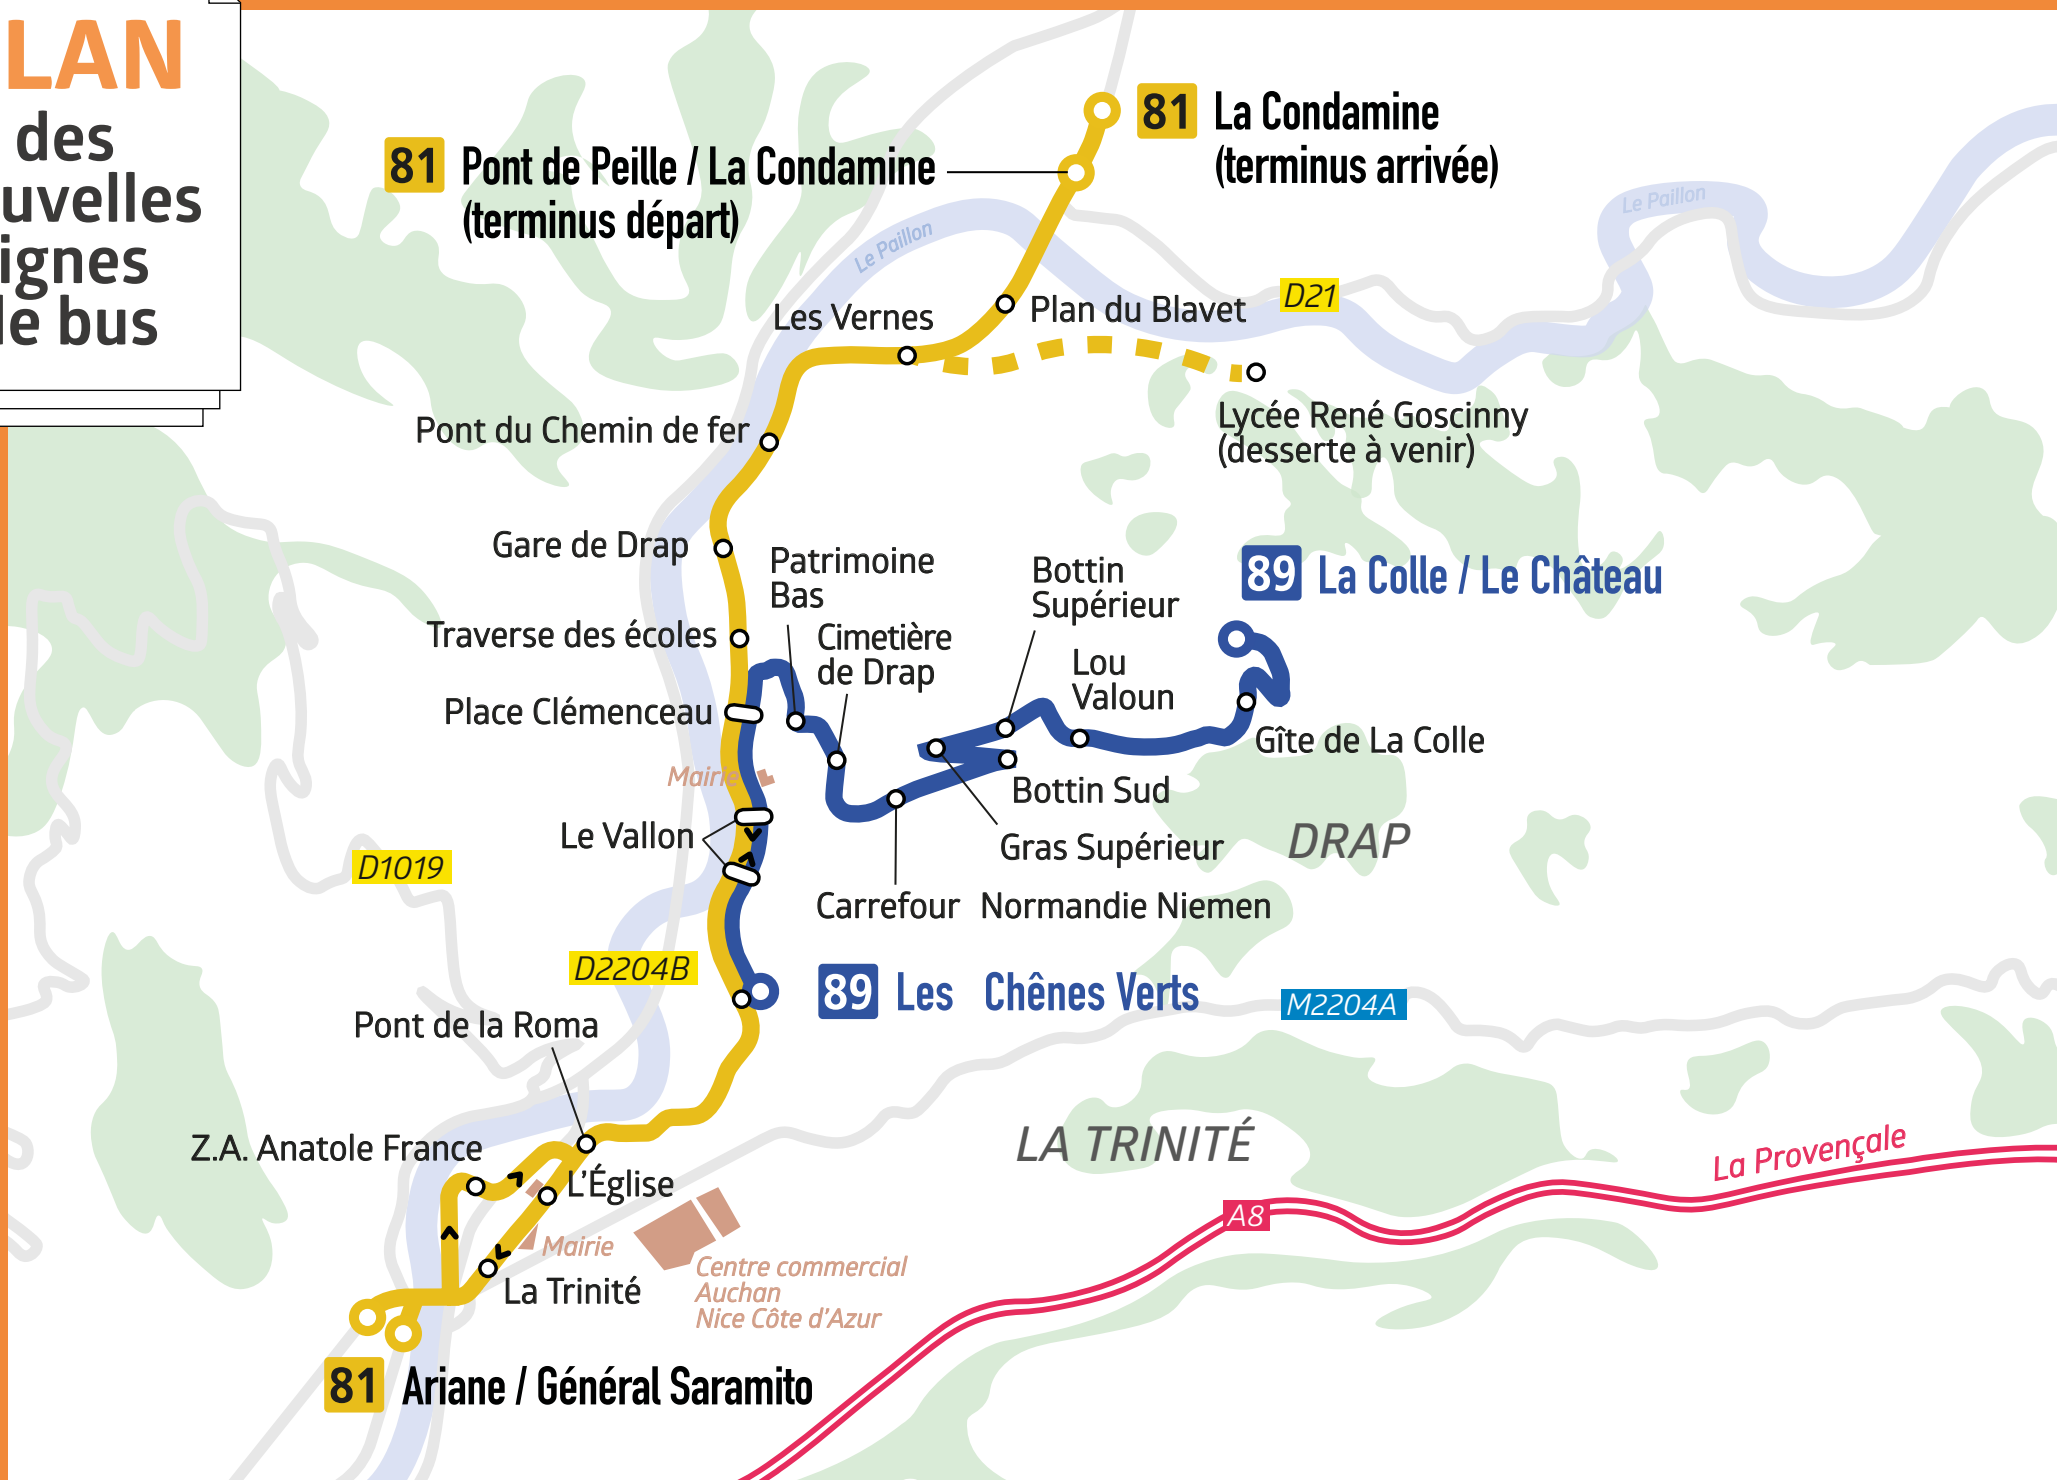 LAN
des
uvelles
ignes
le bus
81 La Condamine
(terminus arrivée)
81 Pont de Peille / La Condamine
(terminus départ)
Le Paillon
Le Paillon
Les Vernes
Plan du Blavet
D21
Lycée René Goscinny
(desserte à venir)
Pont du Chemin de fer
Gare de Drap
Patrimoine
Bas
Bottin
Supérieur
89 La Colle / Le Château
Traverse des écoles
Cimetière
de Drap
Lou
Valoun
Place Clémenceau
Gîte de La Colle
Mairie
Bottin Sud
Le Vallon
Gras Supérieur
DRAP
D1019
Carrefour Normandie Niemen
D2204B
89 Les Chênes Verts
M2204A
Pont de la Roma
Z.A. Anatole France
LA TRINITÉ
La Provençale
L'Église
A8
Mairie
La Trinité
Centre commercial
Auchan
Nice Côte d'Azur
81 Ariane / Général Saramito